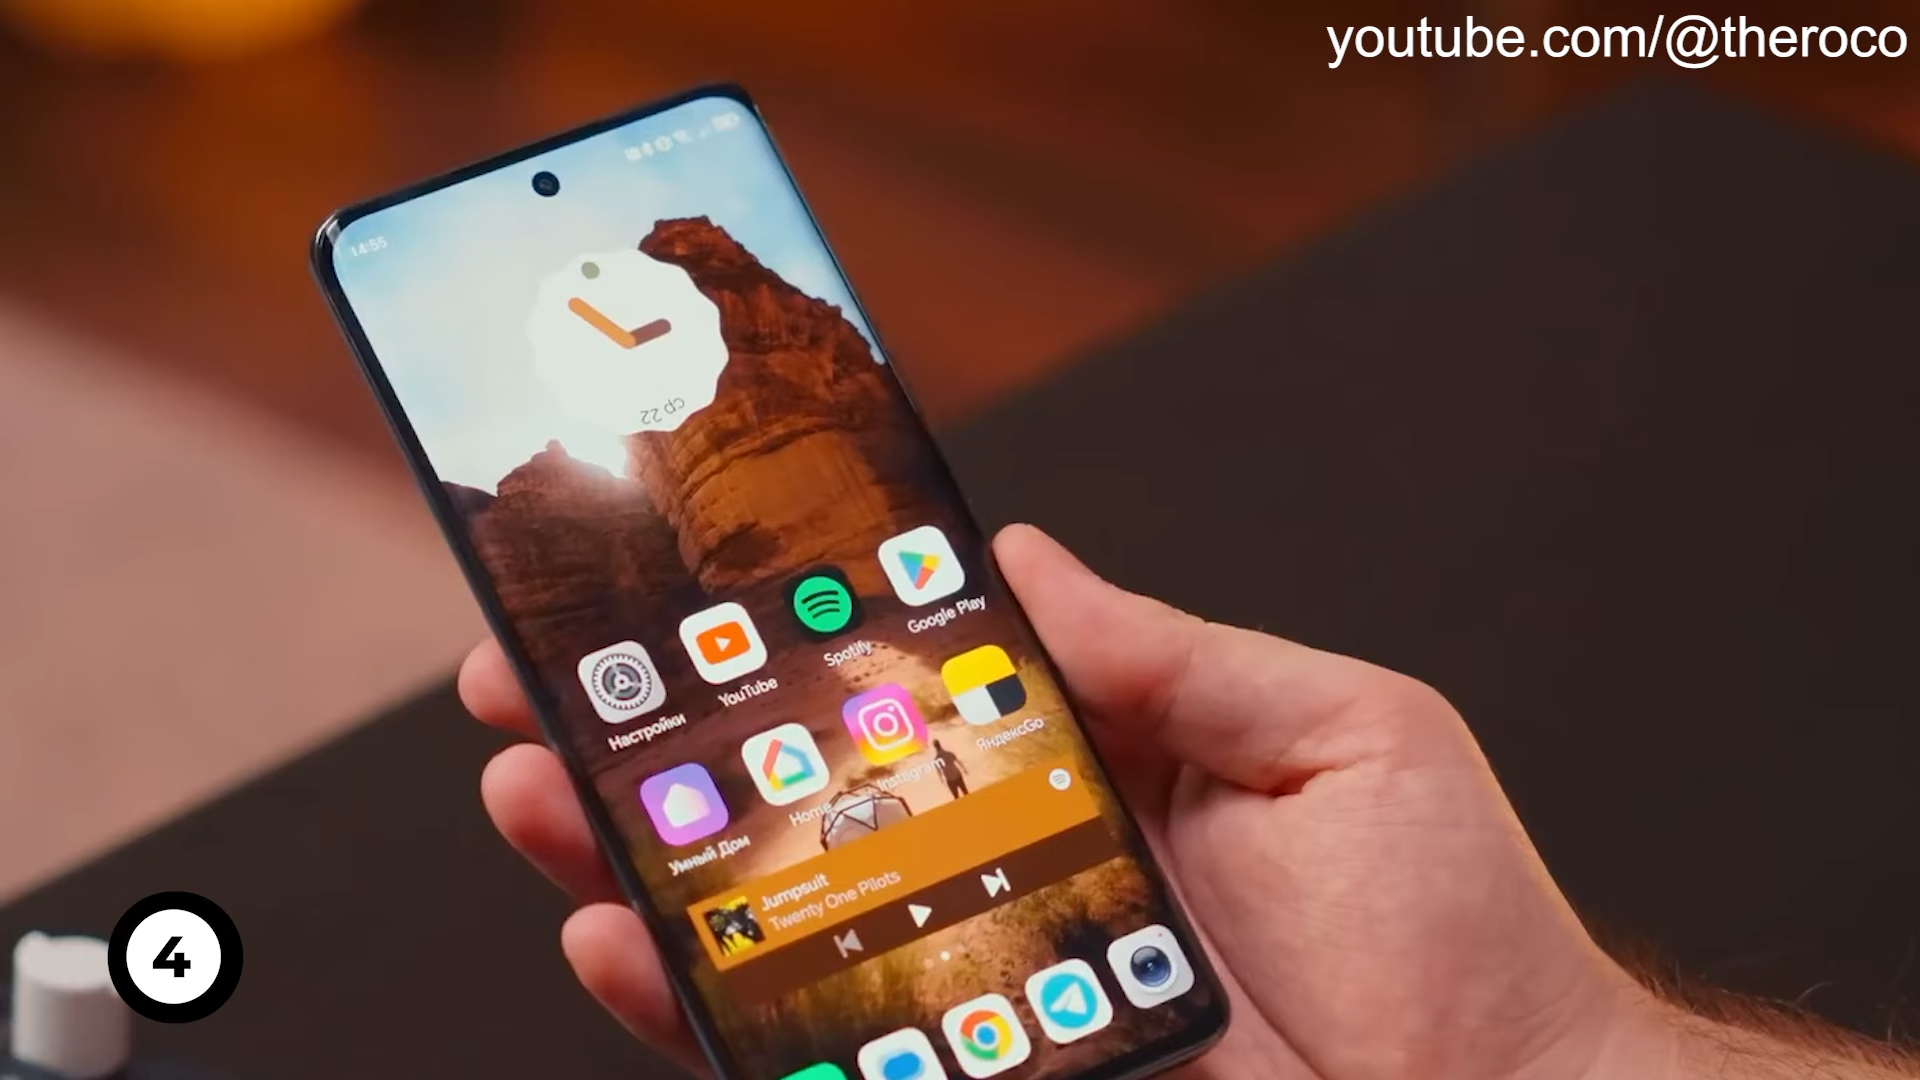 youtube.com/@theroco
14:55
ср 22
Google Play
Spotify
YouTube
Настройки
ЯндексGo
Instagram
Home
Умный Дом
Jumpsuit
Twenty One Pilots
4